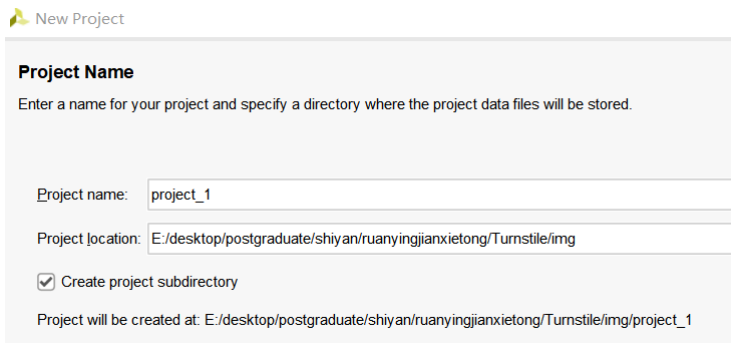 New Project
Project Name
Enter a name for your project and specify a directory where the project data files will be stored.
Project name: project_1
Project location: E:/desktop/postgraduate/shiyan/ruanyingjianxietong/Turnstile/img
Create project subdirectory
Project will be created at: E:/desktop/postgraduate/shiyan/ruanyingjianxietong/Turnstile/img/project_1